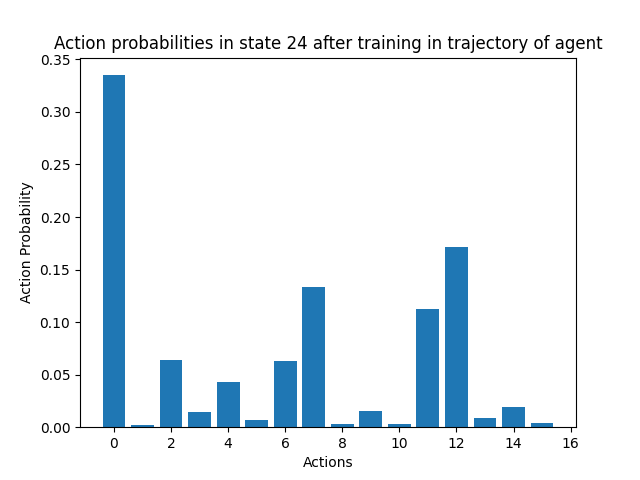 Action probabilities in state 24 after training in trajectory of agent
0.35
0.30
0.25
0.20
0.15
0.10
0.05
0.00
Action Probability
0 2 4 6 8 10 12 14 16
Actions